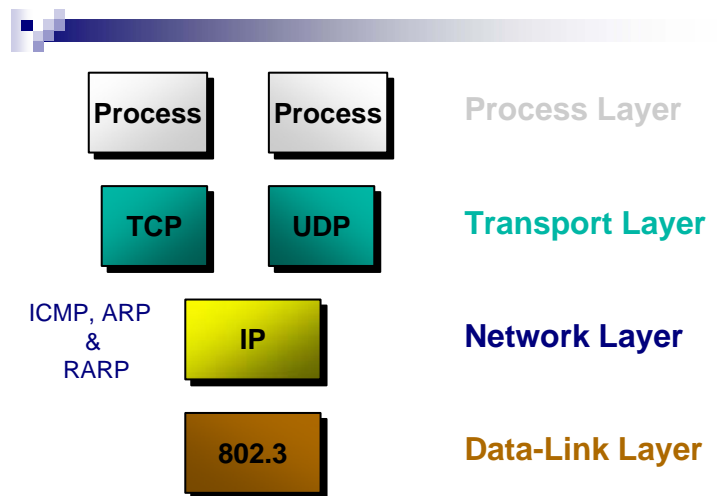 Process Process Process Layer
TCP UDP Transport Layer
ICMP, ARP
& IP Network Layer
RARP
802.3 Data-Link Layer